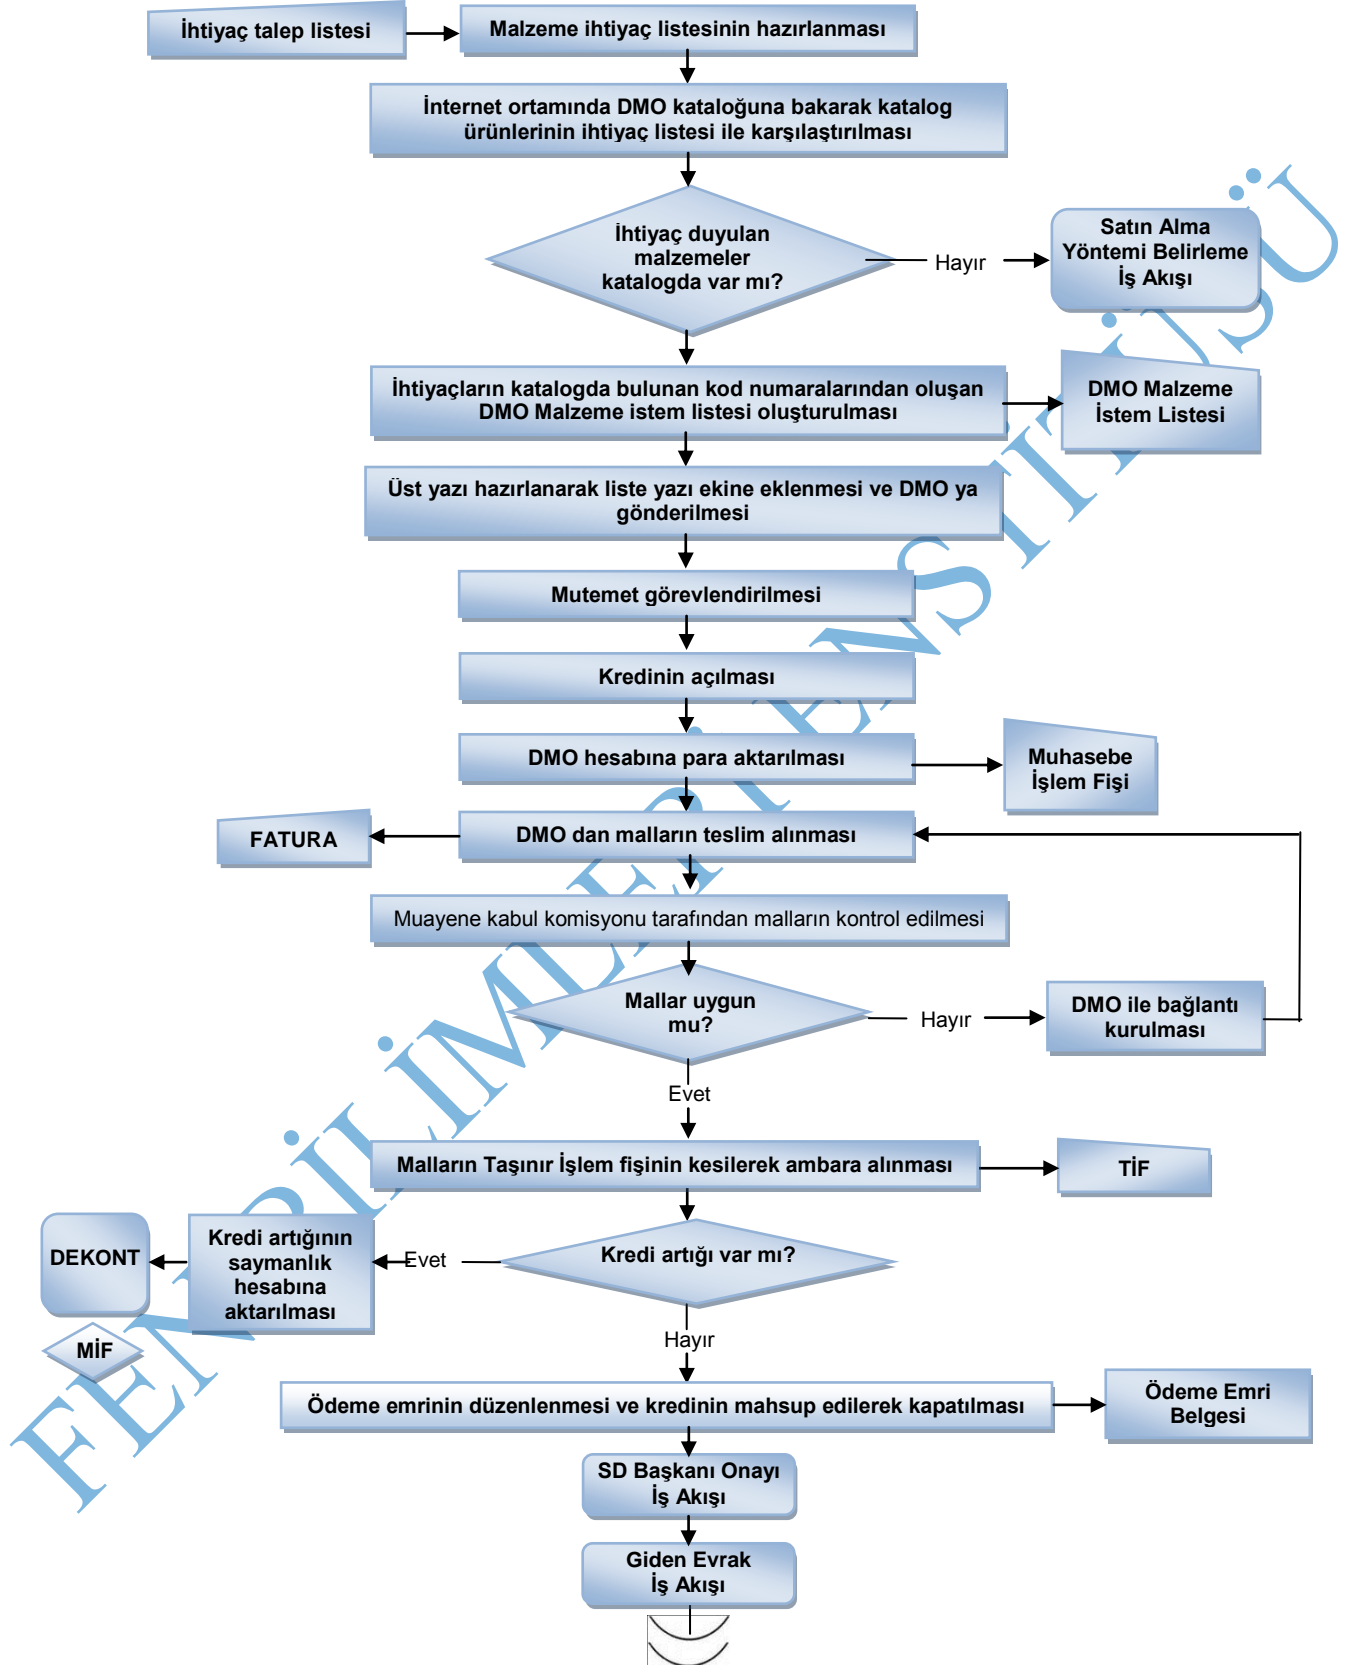 İhtiyaç talep listesi
Malzeme ihtiyaç listesinin hazırlanması
İnternet ortamında DMO kataloğuna bakarak katalog
ürünlerinin ihtiyaç listesi ile karşılaştırılması
İhtiyaç duyulan
malzemeler
katalogda var mı?
Hayır
Satın Alma
Yöntemi Belirleme
İş Akışı
İhtiyaçların katalogda bulunan kod numaralarından oluşan
DMO Malzeme istem listesi oluşturulması
DMO Malzeme
İstem Listesi
Üst yazı hazırlanarak liste yazı ekine eklenmesi ve DMO ya
gönderilmesi
Mutemet görevlendirilmesi
Kredinin açılması
DMO hesabına para aktarılması
Muhasebe
İşlem Fişi
FATURA
DMO dan malların teslim alınması
Muayene kabul komisyonu tarafından malların kontrol edilmesi
Mallar uygun
mu?
Hayır
DMO ile bağlantı
kurulması
Evet
Malların Taşınır İşlem fişinin kesilerek ambara alınması
TİF
Kredi artığı var mı?
Evet
Kredi artığının
saymanlık
hesabına
aktarılması
DEKONT
MİF
Hayır
Ödeme emrinin düzenlenmesi ve kredinin mahsup edilerek kapatılması
Ödeme Emri
Belgesi
SD Başkanı Onayı
İş Akışı
Giden Evrak
İş Akışı
FEN BİLİMLERİ ENSTİTÜSÜ